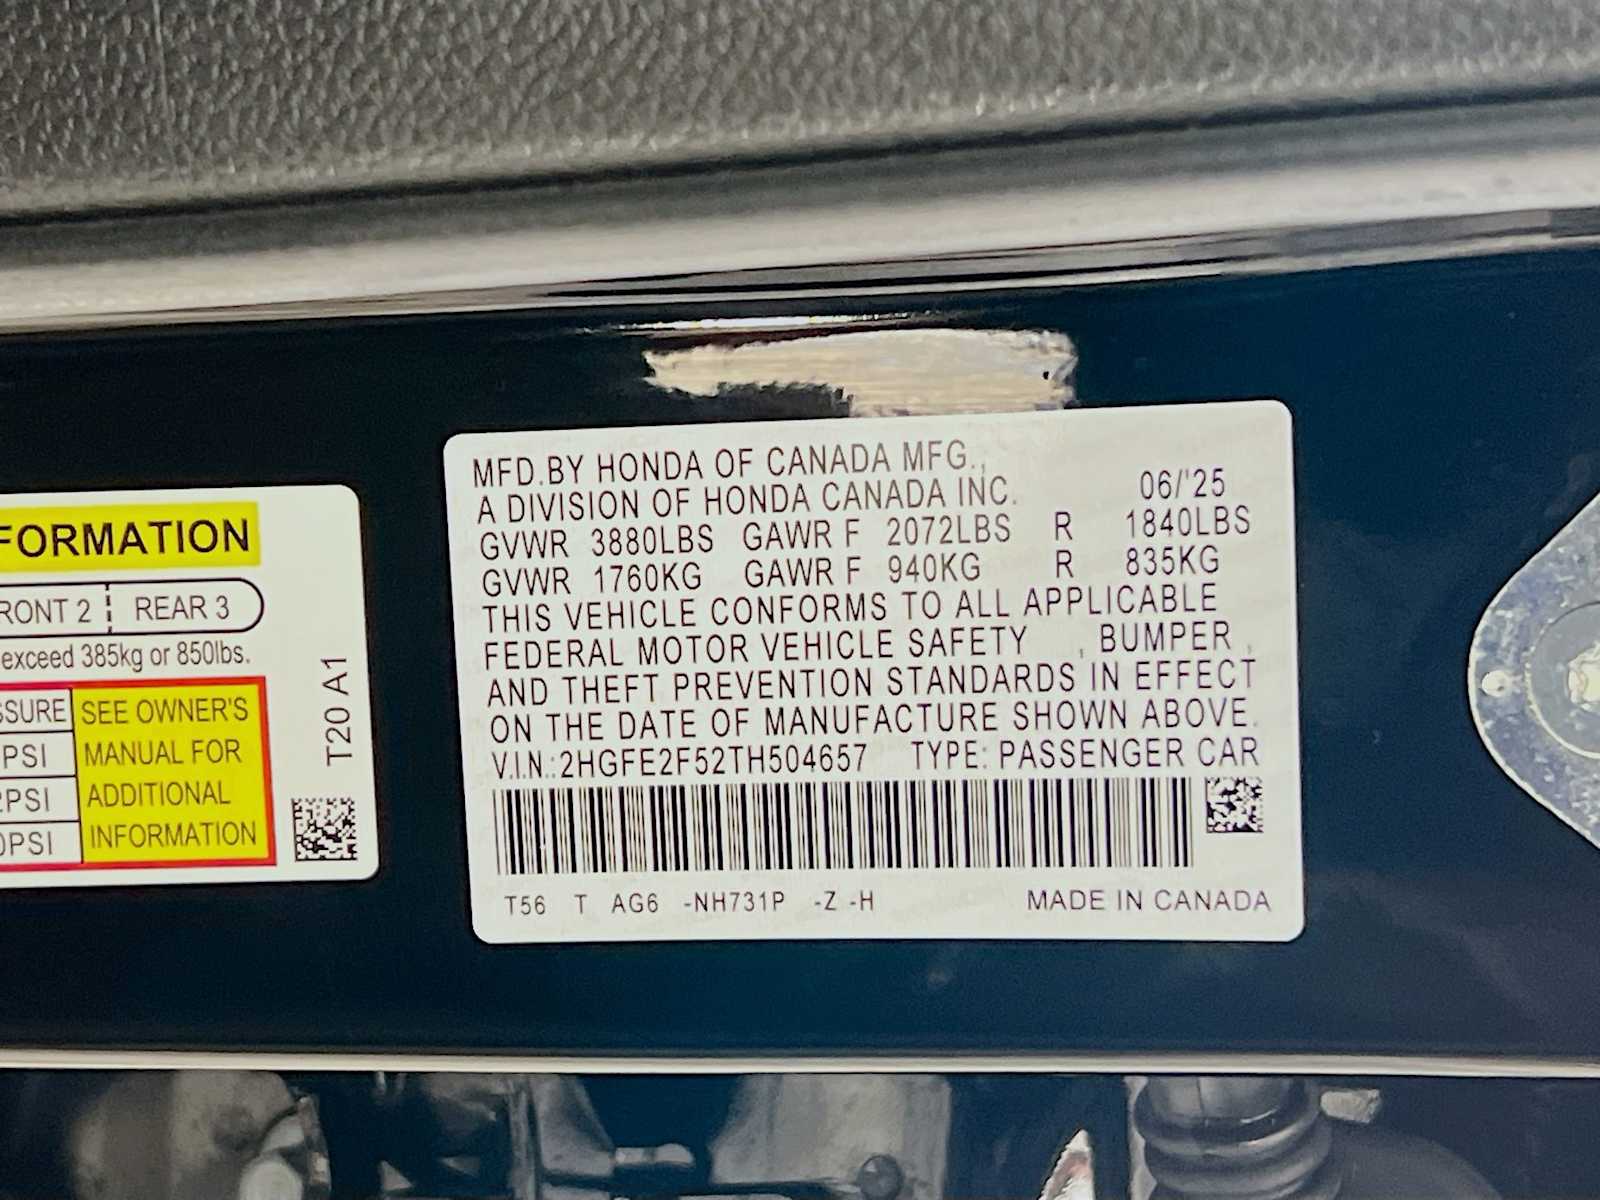 FORMATION
RONT 2 REAR 3
exceed 385kg or 850lbs.
SSURE SEE OWNER'S
PSI MANUAL FOR
2PSI ADDITIONAL
0PSI INFORMATION
T20 A1
MFD.BY HONDA OF CANADA MFG.,
A DIVISION OF HONDA CANADA INC. 06/'25
GVWR 3880LBS GAWR F 2072LBS R 1840LBS
GVWR 1760KG GAWR F 940KG R 835KG
THIS VEHICLE CONFORMS TO ALL APPLICABLE
FEDERAL MOTOR VEHICLE SAFETY , BUMPER ,
AND THEFT PREVENTION STANDARDS IN EFFECT
ON THE DATE OF MANUFACTURE SHOWN ABOVE.
V.I.N.:2HGFE2F52TH504657 TYPE: PASSENGER CAR
T56 T AG6 -NH731P -Z -H MADE IN CANADA